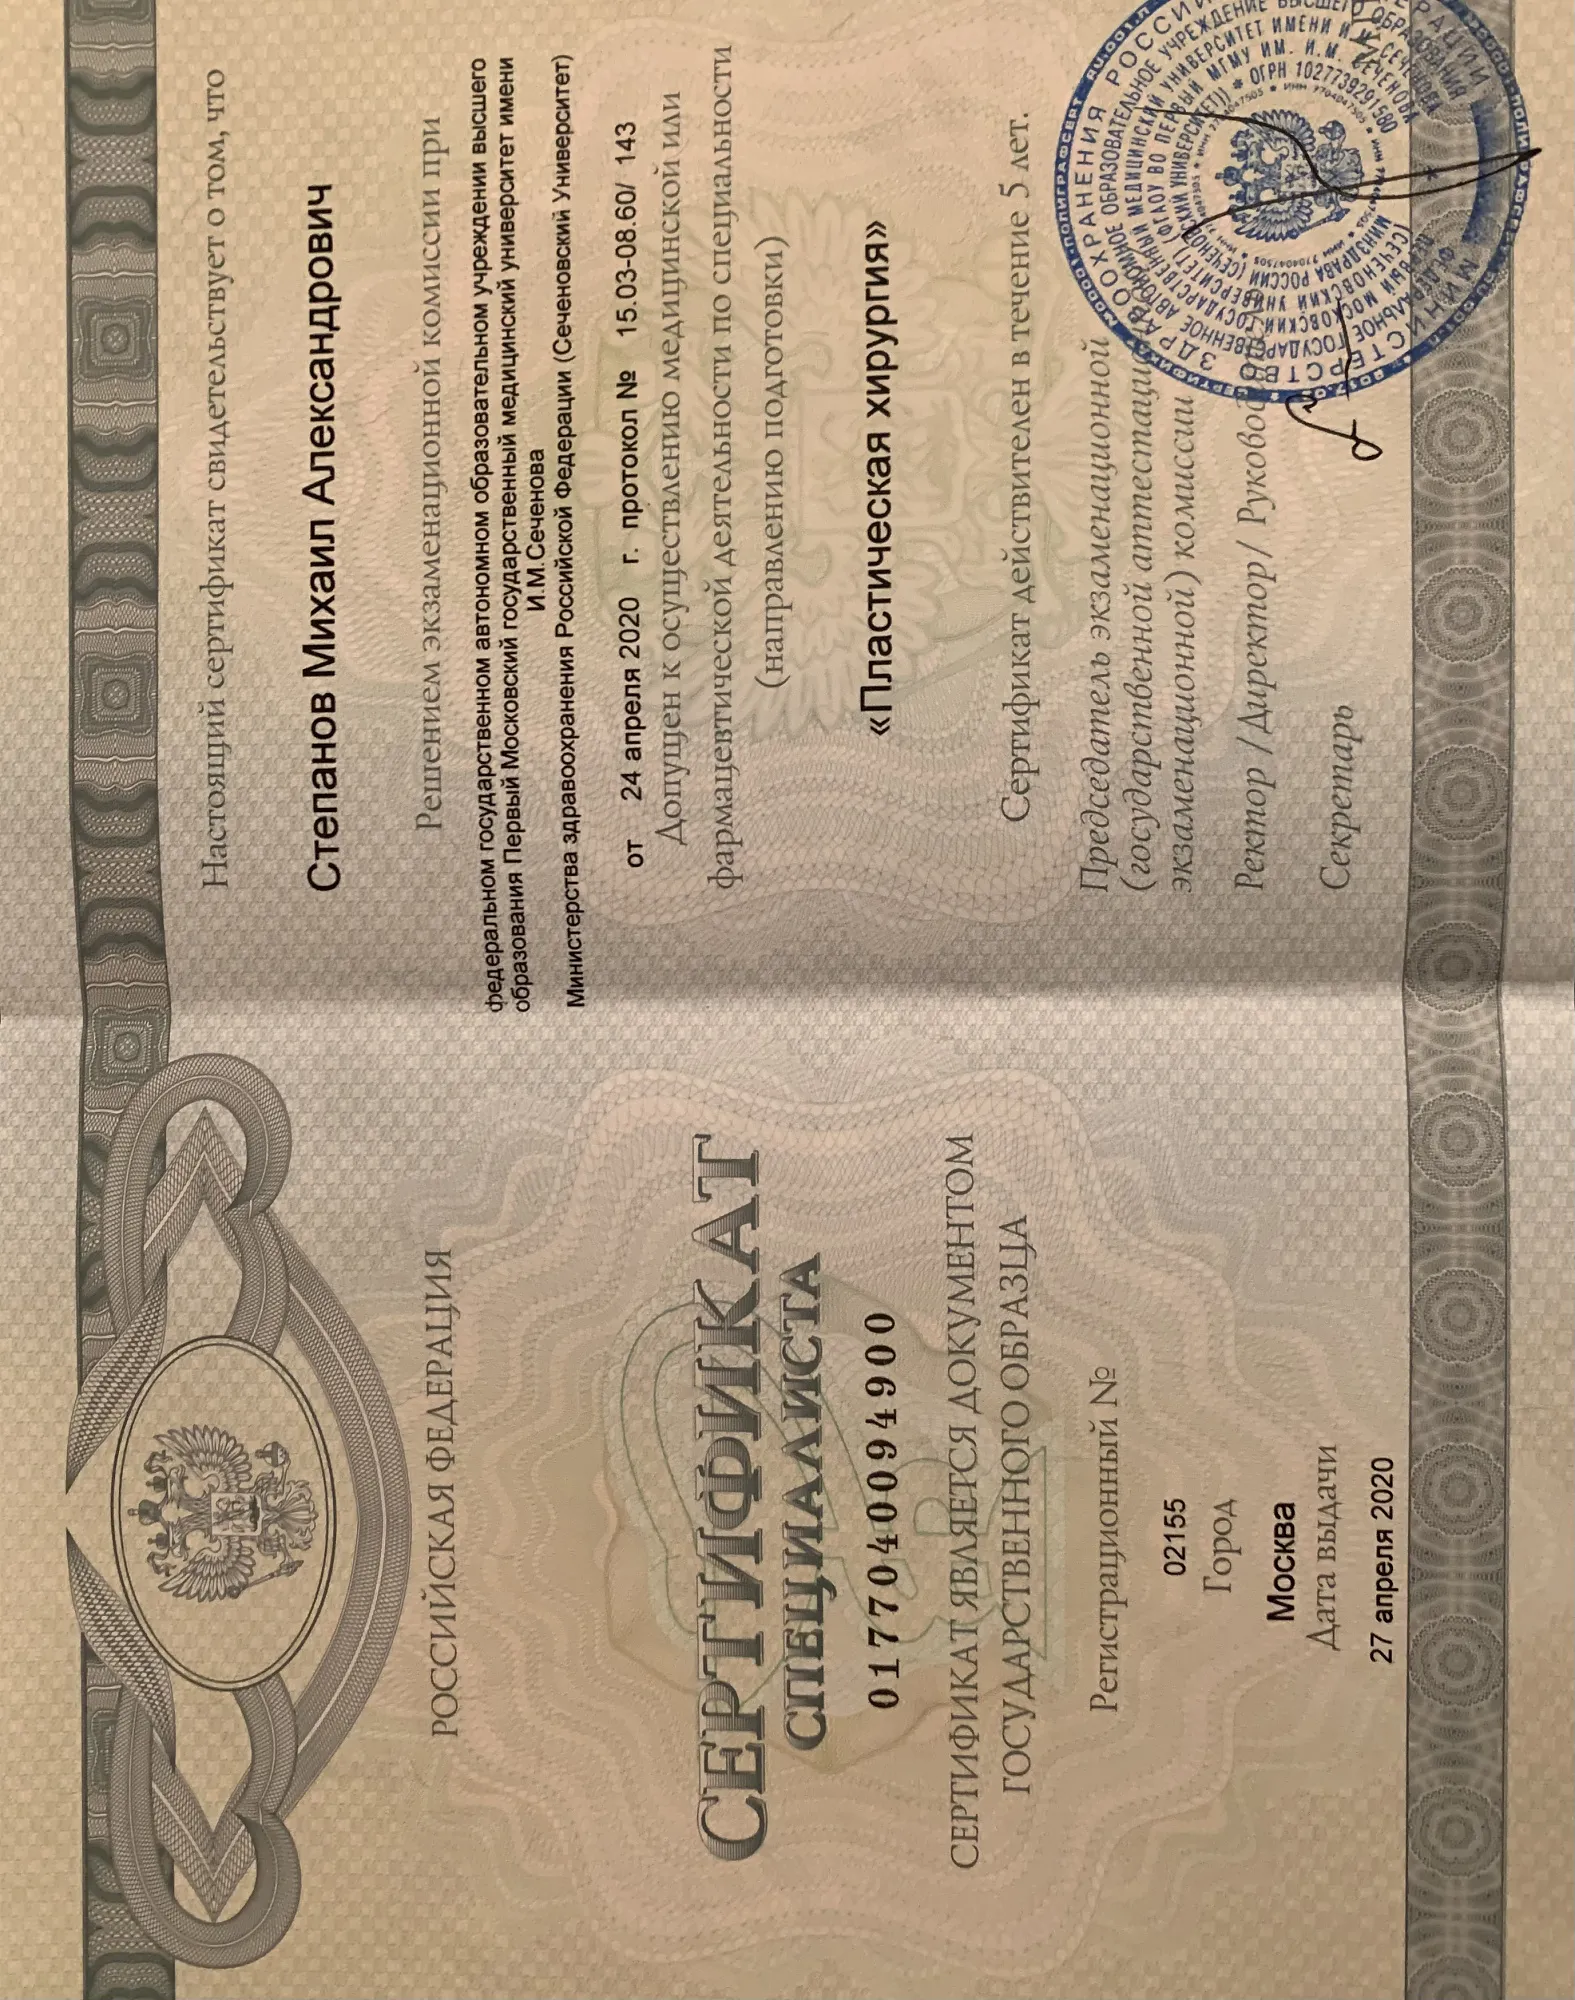 РОССИЙСКАЯ ФЕДЕРАЦИЯ
СЕРТИФИКАТ
СПЕЦИАЛИСТА
0177040094900
СЕРТИФИКАТ ЯВЛЯЕТСЯ ДОКУМЕНТОМ
ГОСУДАРСТВЕННОГО ОБРАЗЦА
Регистрационный №
02155
Город
Москва
Дата выдачи
27 апреля 2020
Настоящий сертификат свидетельствует о том, что
Степанов Михаил Александрович
Решением экзаменационной комиссии при
федеральном государственном автономном образовательном учреждении высшего
образования Первый Московский государственный медицинский университет имени
И.М.Сеченова
Министерства здравоохранения Российской Федерации (Сеченовский Университет)
от 24 апреля 2020 г. протокол № 15.03-08.60/ 143
Допущен к осуществлению медицинской или
фармацевтической деятельности по специальности
(направлению подготовки)
«Пластическая хирургия»
Сертификат действителен в течение 5 лет.
Председатель экзаменационной
(государственной аттестацио
экзаменационной) комиссии
Ректор /Директор/ Руковод
Секретарь
ОГРН 1027739291580